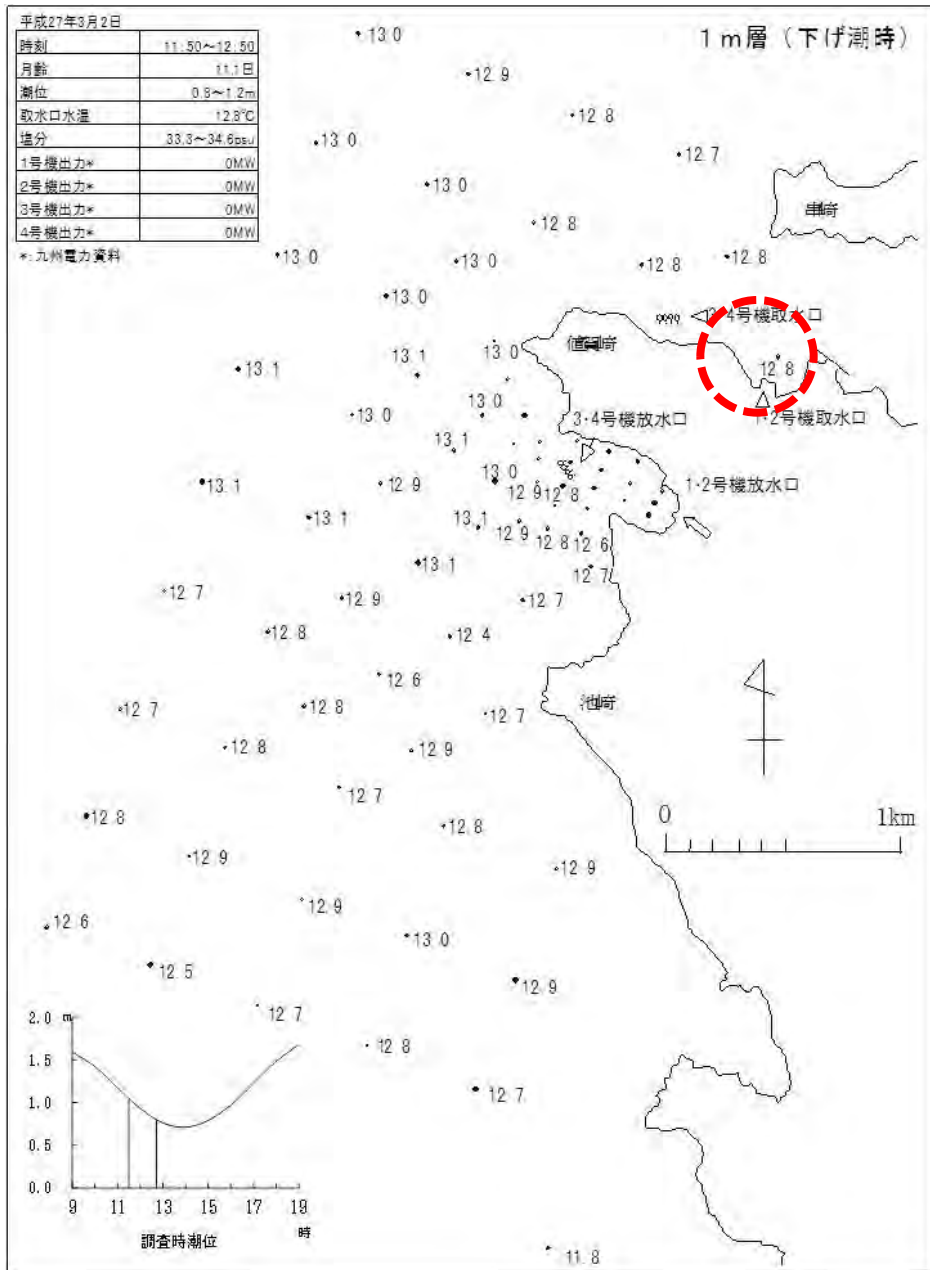 平成27年3月2日
1m層（下げ潮時）
時刻 11:50～12:50
月齢 11.1日
潮位 0.8～1.2m
取水口水温 12.8℃
塩分 33.3～34.6psu
1号機出力* 0MW
2号機出力* 0MW
3号機出力* 0MW
4号機出力* 0MW
*:九州電力資料
13.0
12.9
12.8
13.0
12.7
13.0
串崎
12.8
13.0
13.0
12.8
12.8
13.0
3・4号機取水口
値賀崎
13.0
13.1
13.1
12.8
13.0
13.0
3・4号機放水口
1・2号機取水口
13.1
13.0
13.1
12.9
12.9
12.8
1・2号機放水口
13.1
13.1
12.9
12.8
12.6
13.1
12.7
12.7
12.9
12.7
12.8
12.4
12.6
池崎
12.7
12.8
12.7
12.8
12.9
12.7
12.8
12.8
0 1km
12.9
12.9
12.9
12.6
13.0
12.5
12.9
12.7
12.8
12.7
11.8
2.0 m
1.5
1.0
0.5
0.0
9 11 13 15 17 19
時
調査時潮位